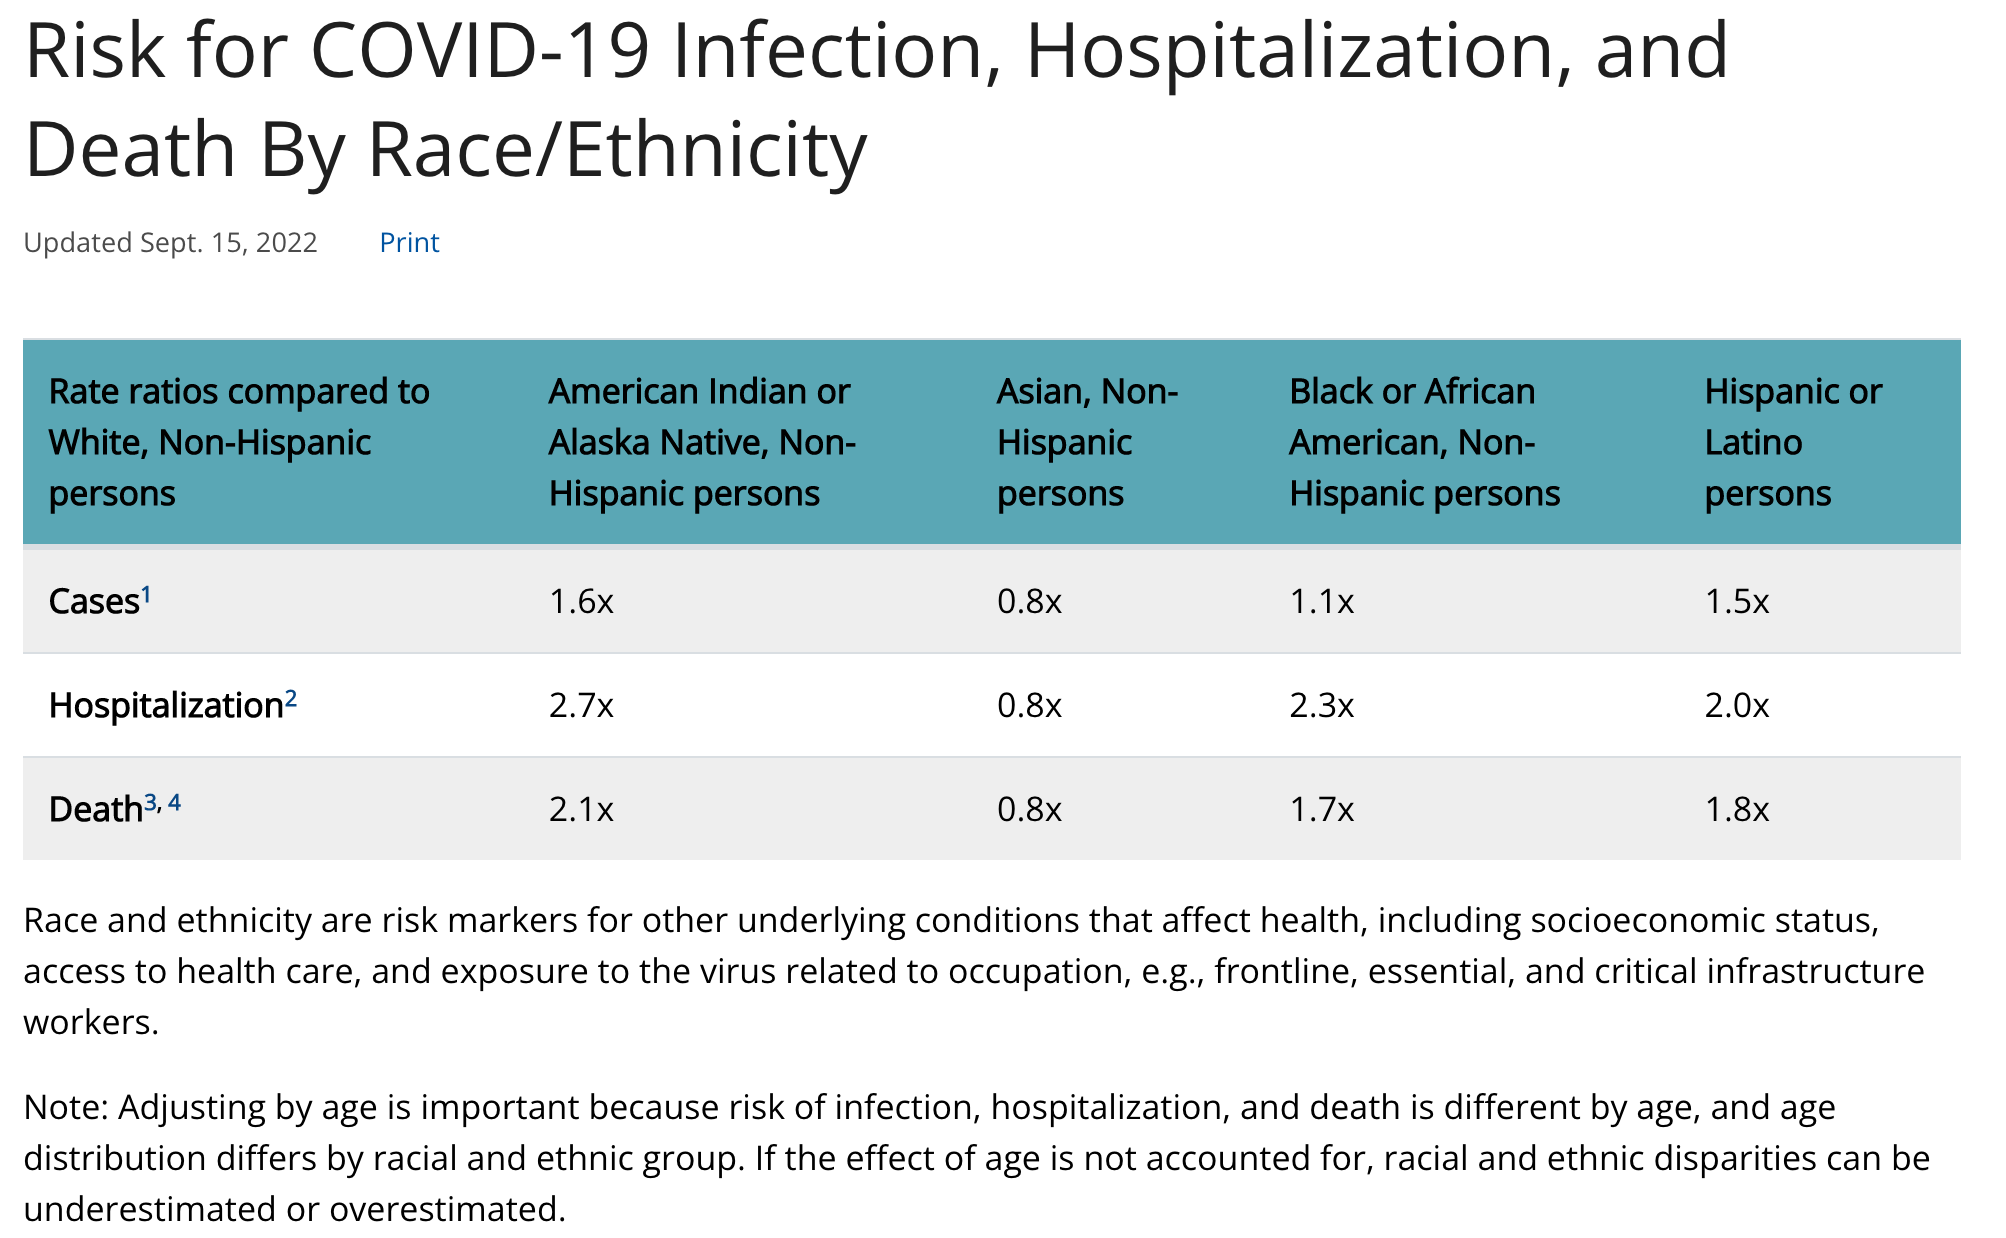 Risk for COVID-19 Infection, Hospitalization, and
Death By Race/Ethnicity
Updated Sept. 15, 2022 Print
Rate ratios compared to
White, Non-Hispanic
persons
American Indian or
Alaska Native, Non-
Hispanic persons
Asian, Non-
Hispanic
persons
Black or African
American, Non-
Hispanic persons
Hispanic or
Latino
persons
Cases1 1.6x 0.8x 1.1x 1.5x
Hospitalization2 2.7x 0.8x 2.3x 2.0x
Death3, 4 2.1x 0.8x 1.7x 1.8x
Race and ethnicity are risk markers for other underlying conditions that affect health, including socioeconomic status,
access to health care, and exposure to the virus related to occupation, e.g., frontline, essential, and critical infrastructure
workers.
Note: Adjusting by age is important because risk of infection, hospitalization, and death is different by age, and age
distribution differs by racial and ethnic group. If the effect of age is not accounted for, racial and ethnic disparities can be
underestimated or overestimated.